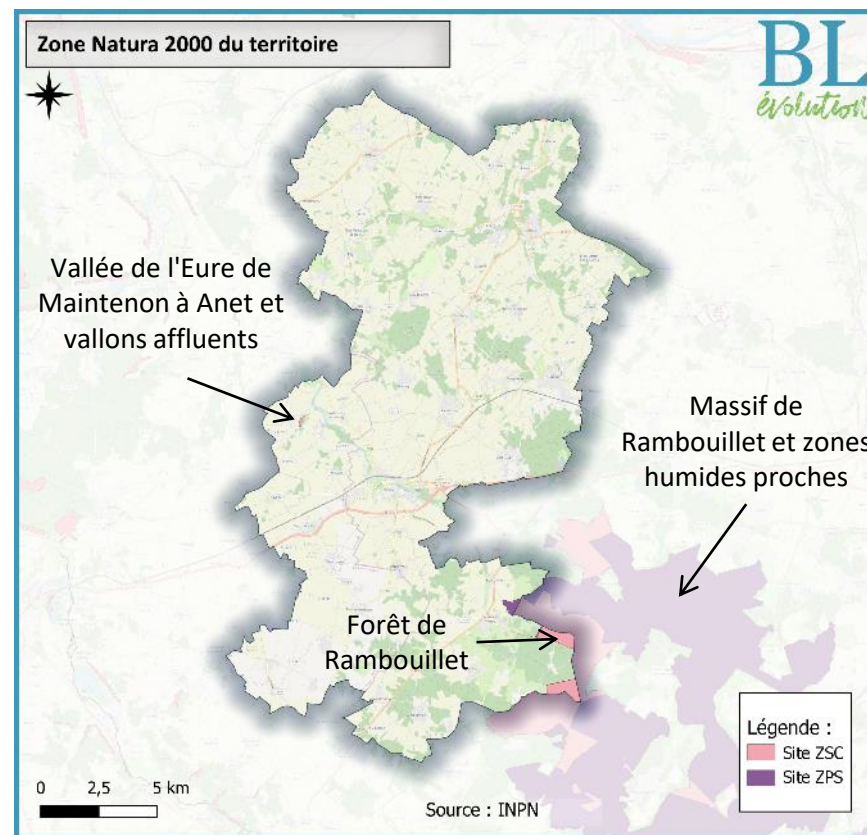 Zone Natura 2000 du territoire
BL
évolution
Vallée de l'Eure de
Maintenon à Anet et
vallons affluents
Massif de
Rambouillet et zones
humides proches
Forêt de
Rambouillet
Légende :
Site ZSC
Site ZPS
0 2,5 5 km
Source : INPN